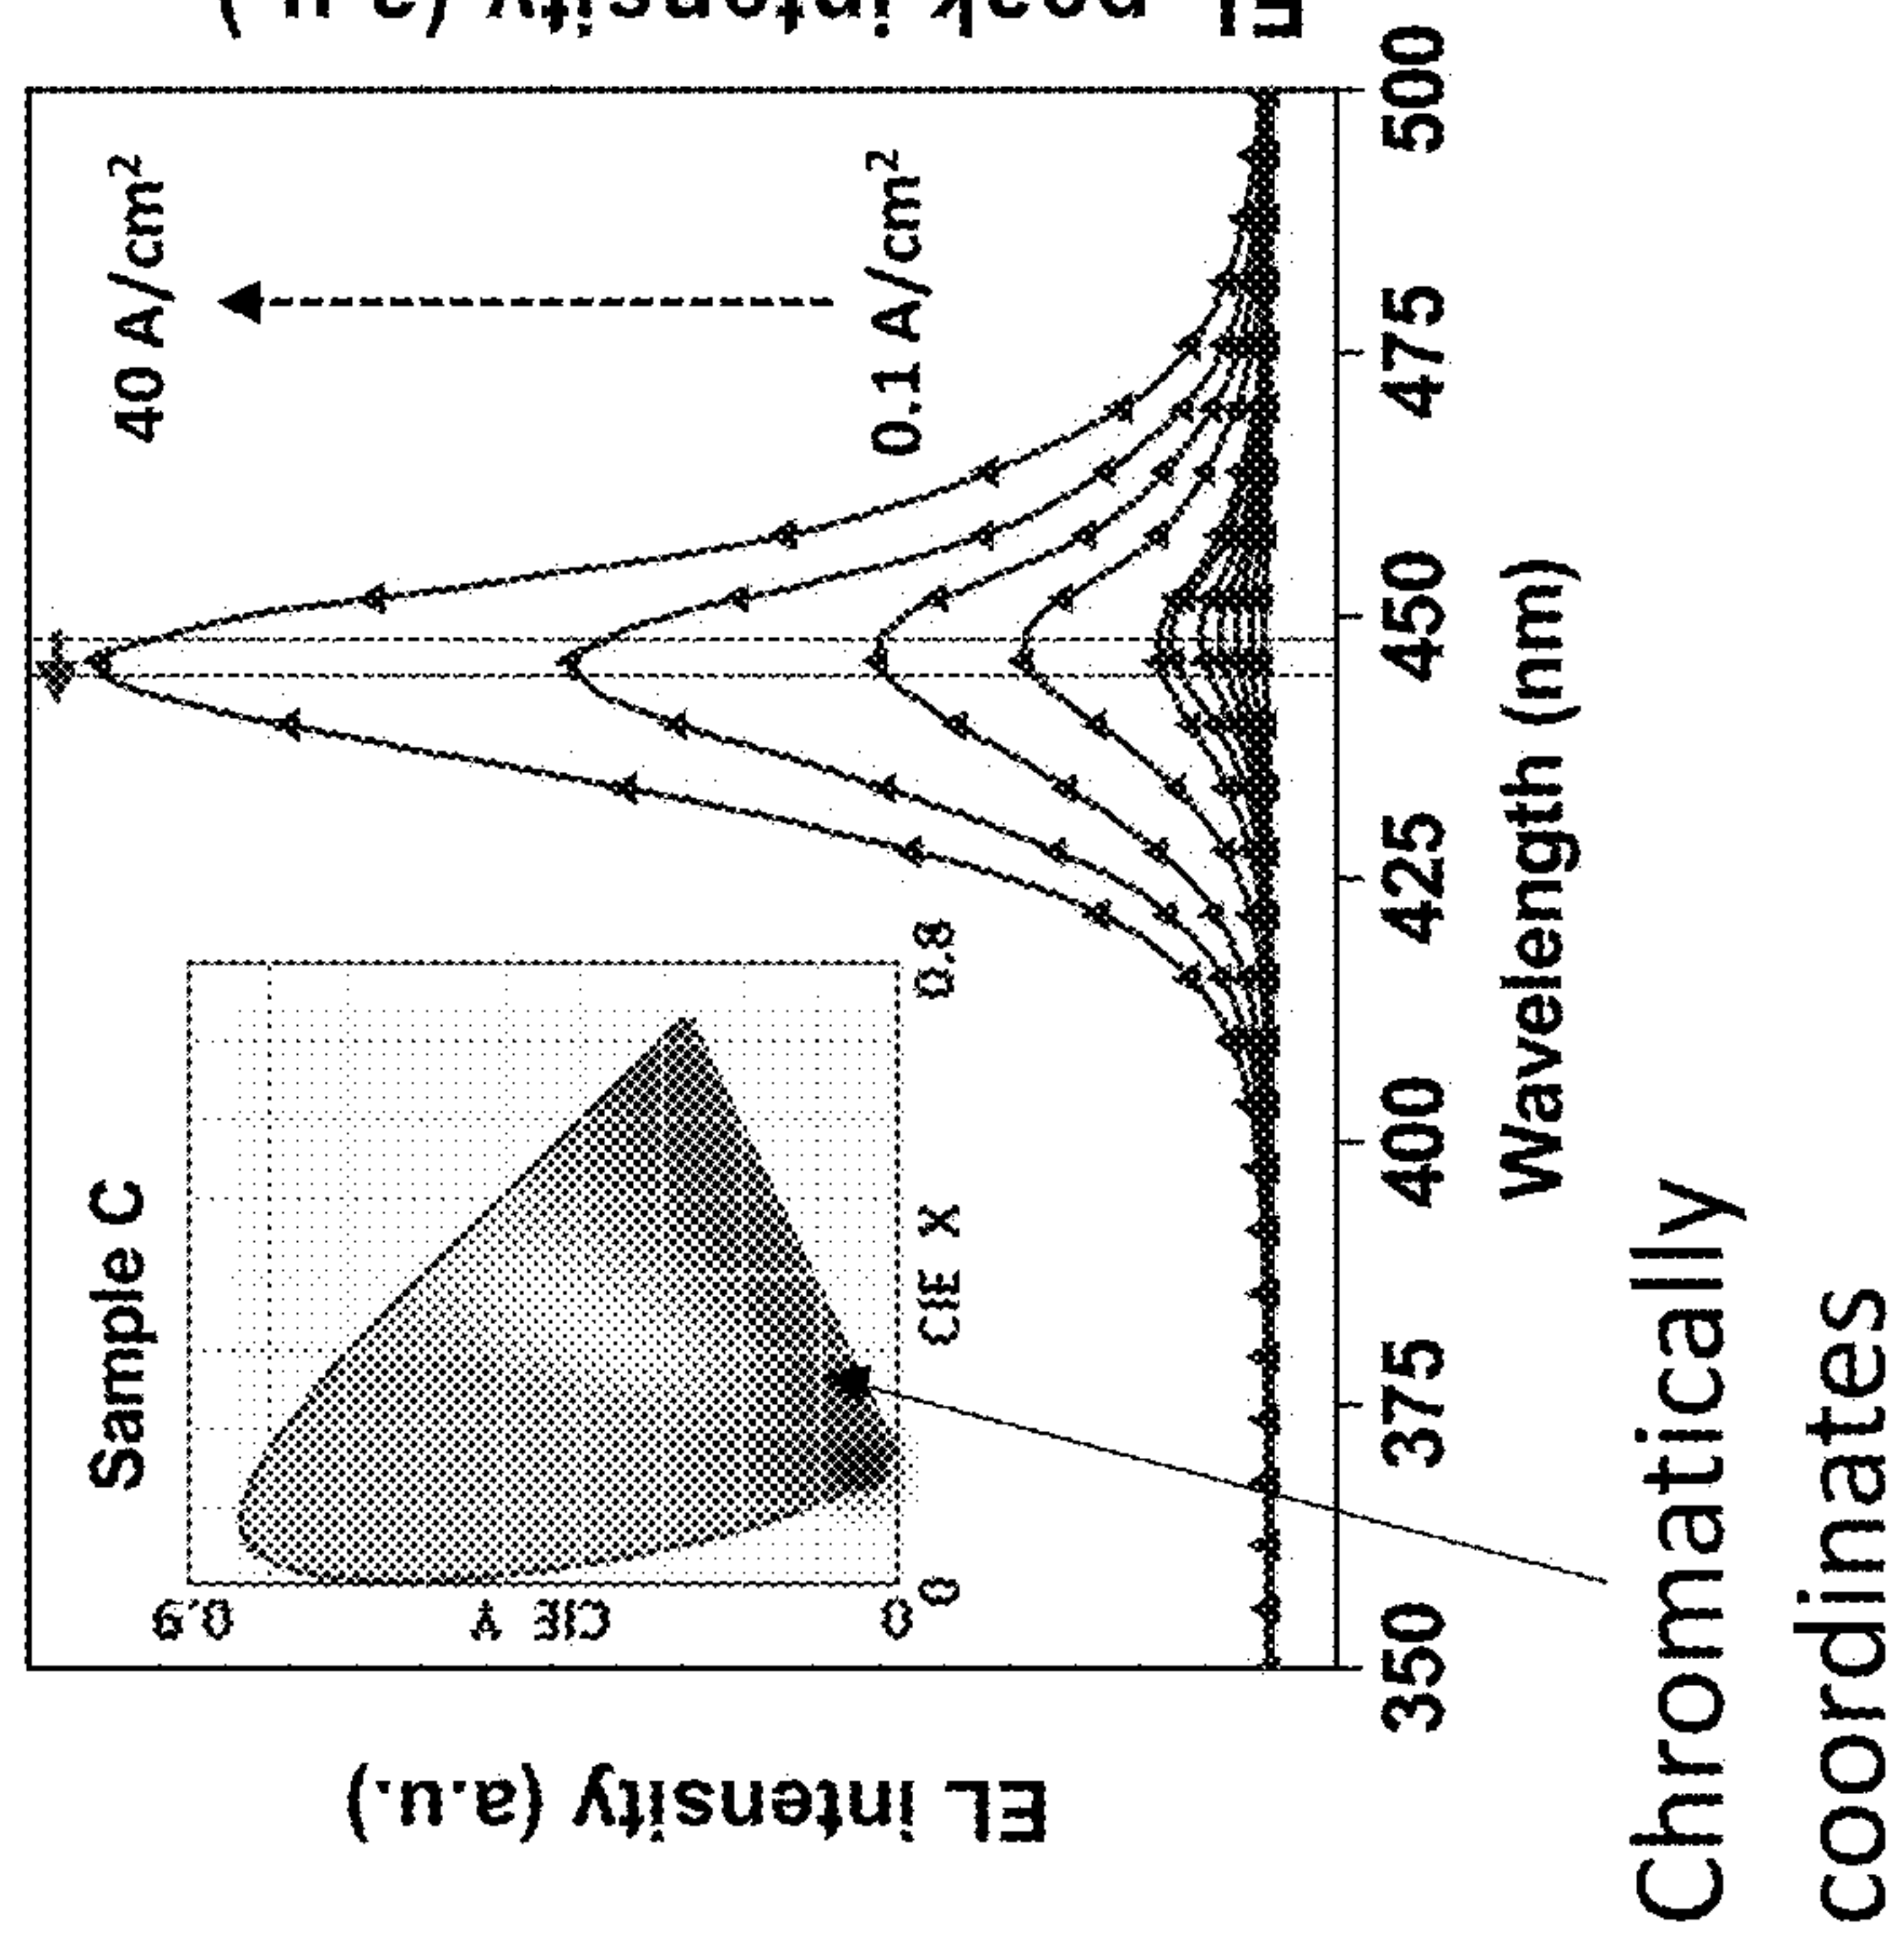 EL intensity (a.u.)
Sample C
40 A/cm²
0.1 A/cm²
0.9
CIE Y
0
0
CIE X
0.8
350
375
400
425
450
475
500
Wavelength (nm)
Chromatically
coordinates
EL peak intensity (a.u.)